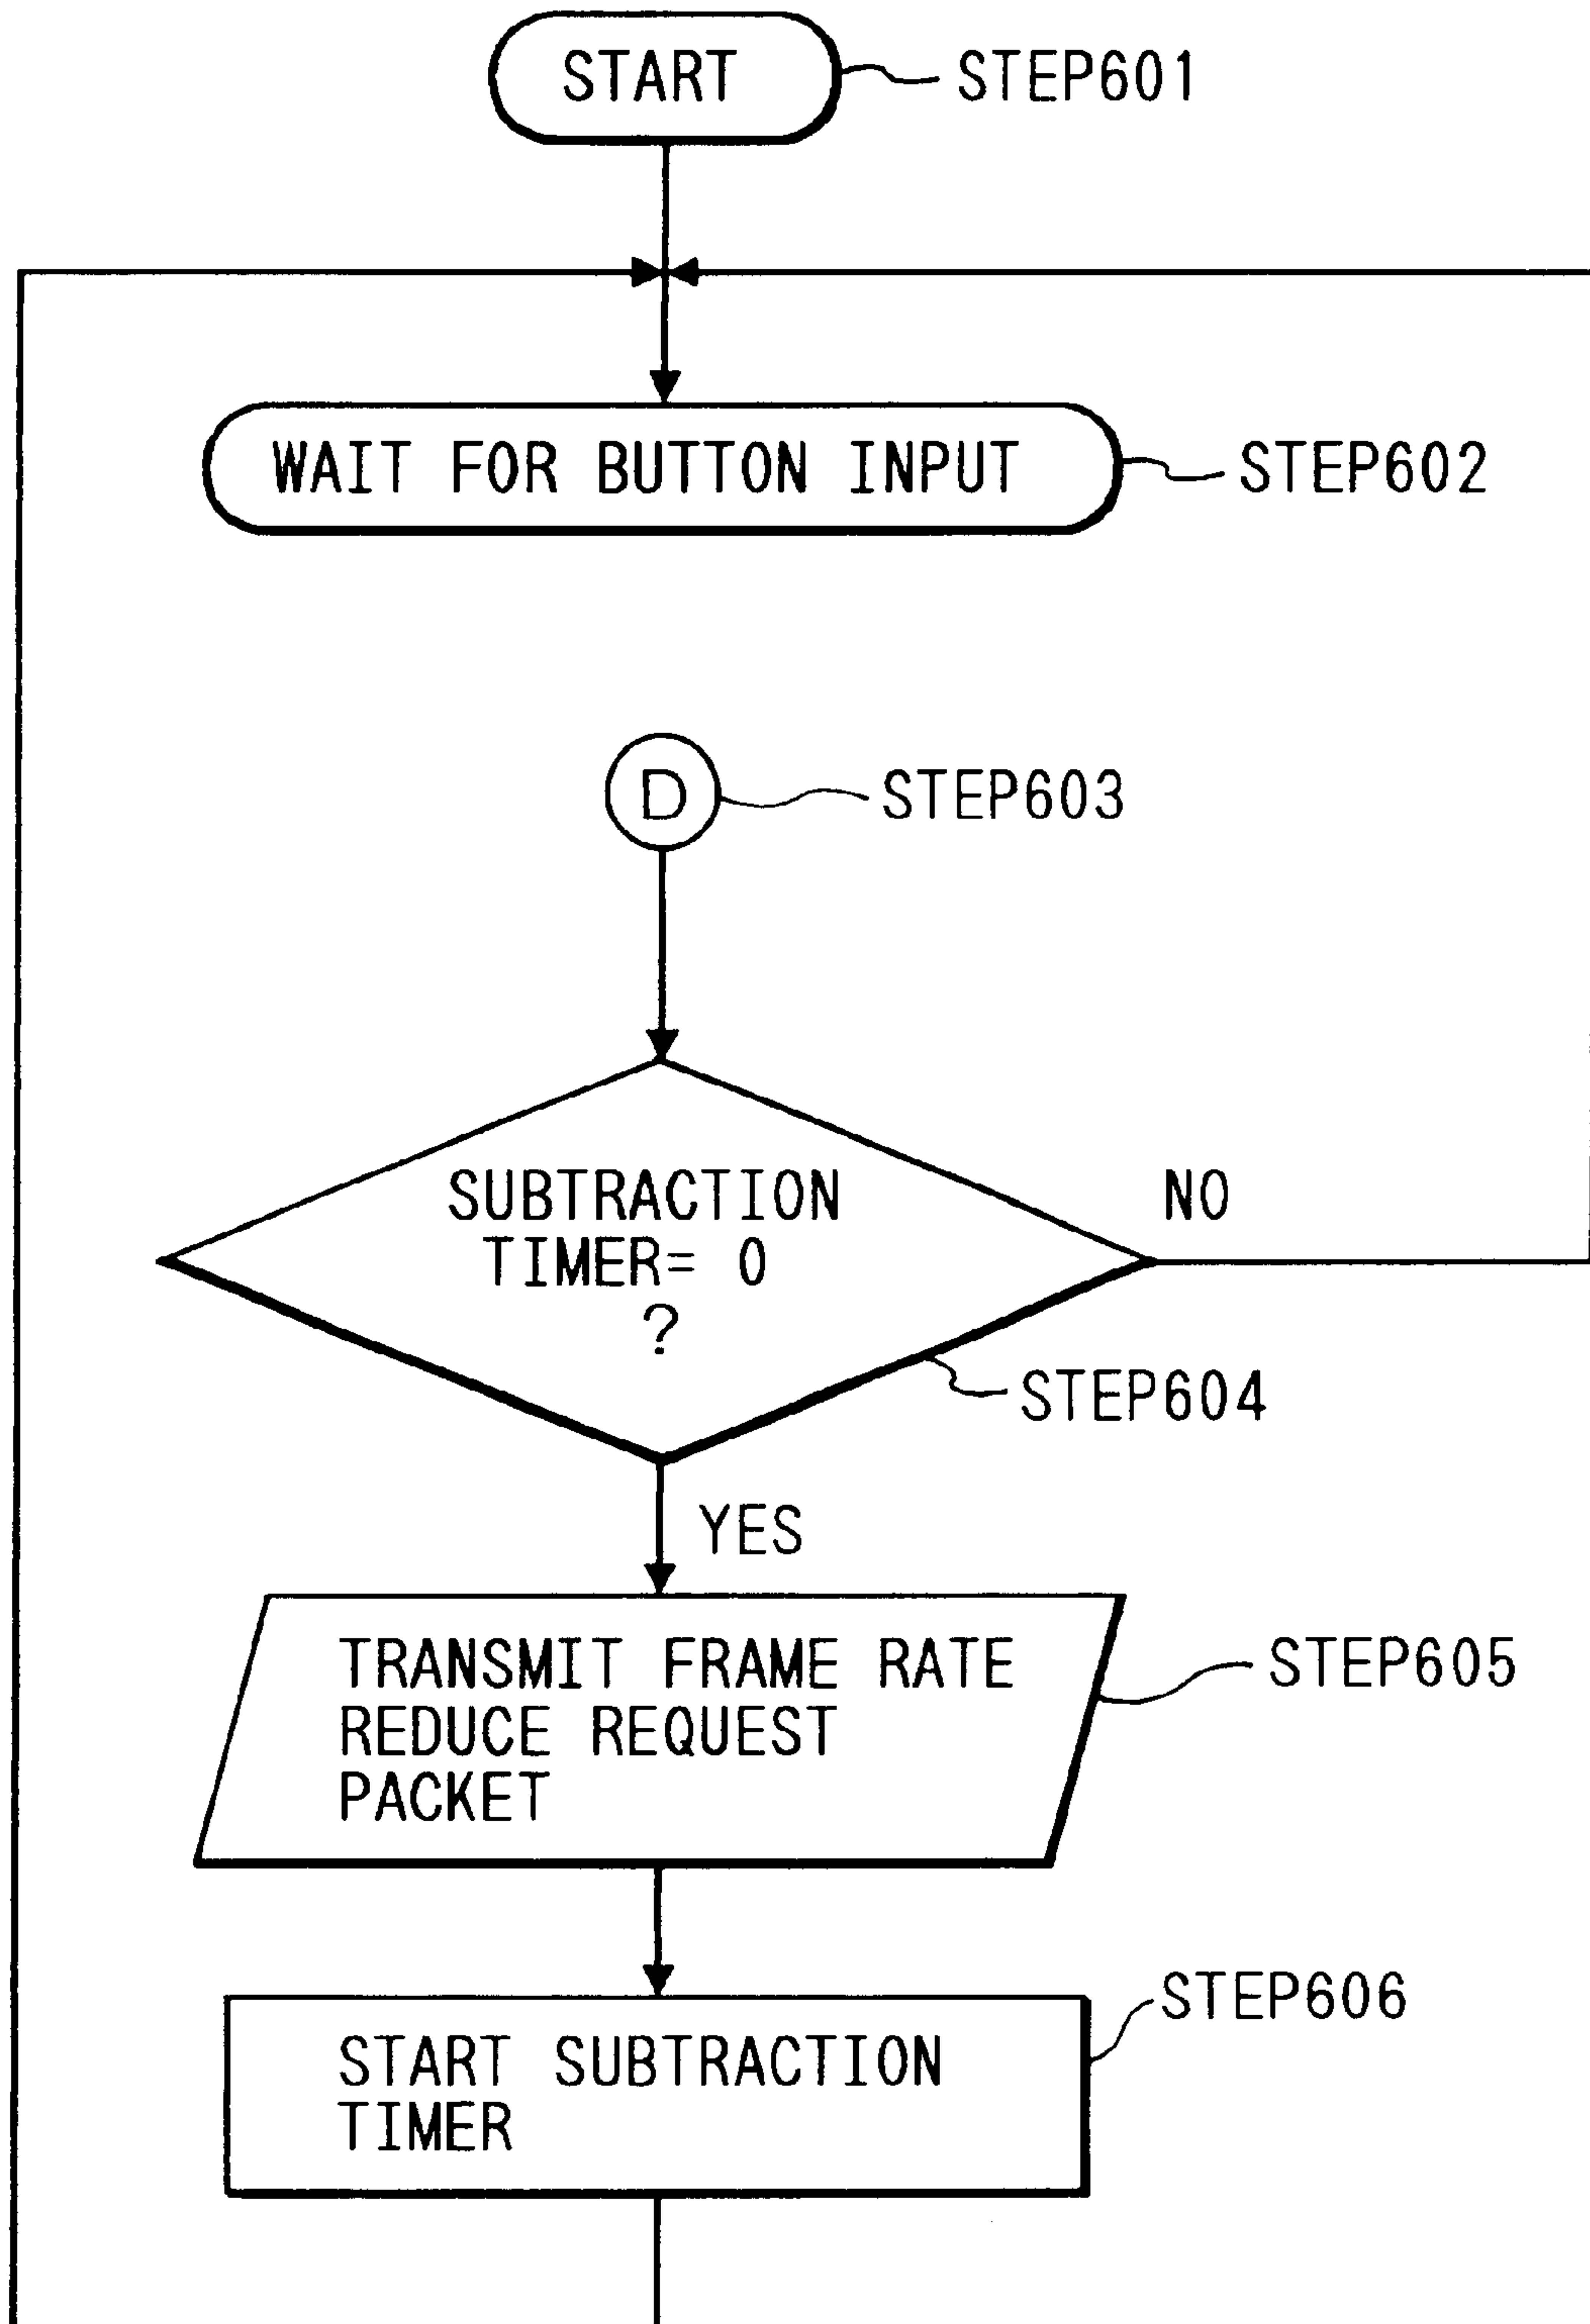 START
STEP601
WAIT FOR BUTTON INPUT
STEP602
D
STEP603
SUBTRACTION
TIMER= 0
?
NO
STEP604
YES
TRANSMIT FRAME RATE
REDUCE REQUEST
PACKET
STEP605
STEP606
START SUBTRACTION
TIMER